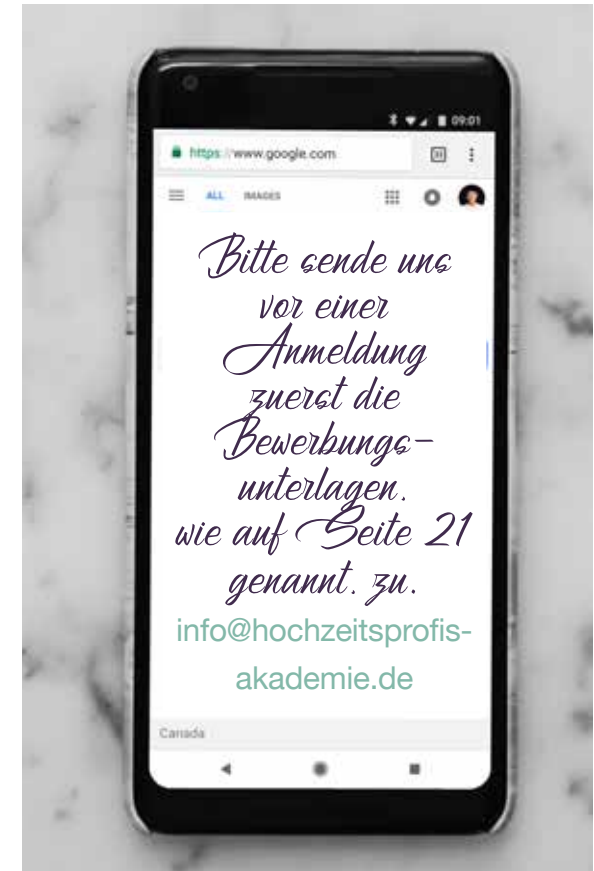 09:01
https://www.google.com
ALL IMAGES
Bitte sende uns
vor einer
Anmeldung
zuerst die
Bewerbungs-
unterlagen.
wie auf Seite 21
genannt. zu.
info@hochzeitsprofis-
akademie.de
Canada